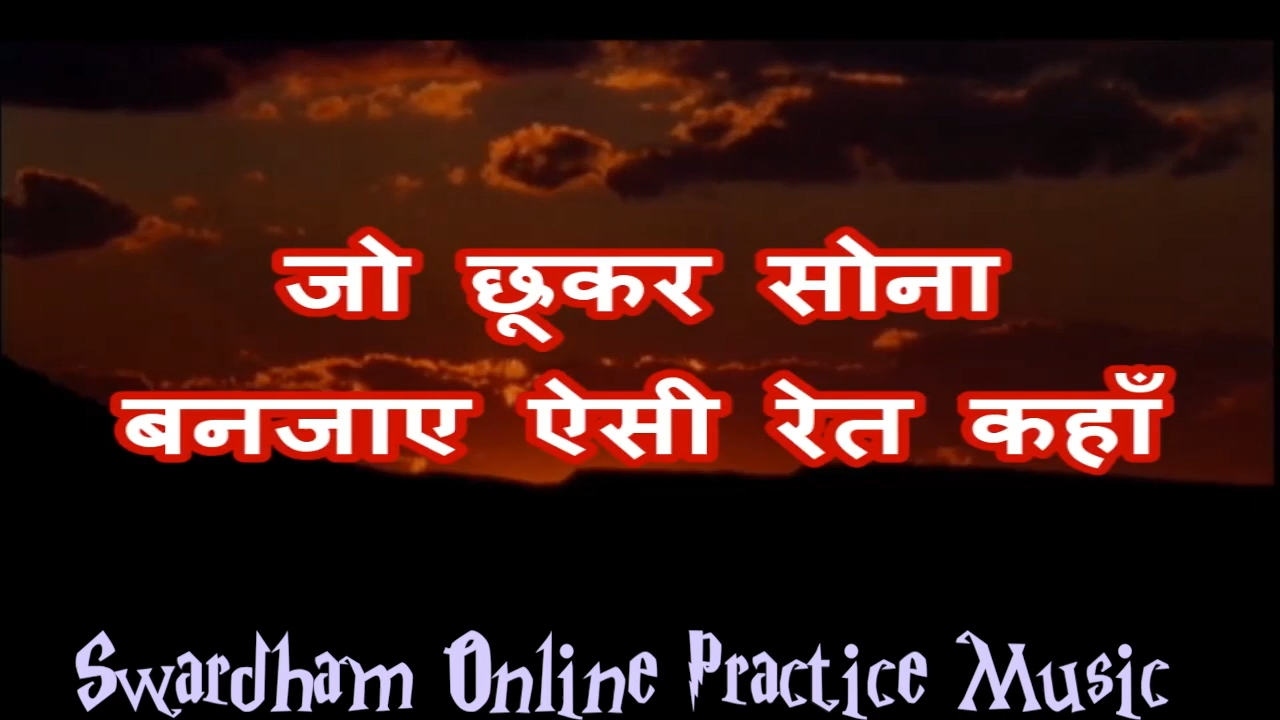 जो छूकर सोना
बनजाए ऐसी रेत कहाँ
Swardham Online Practice Music